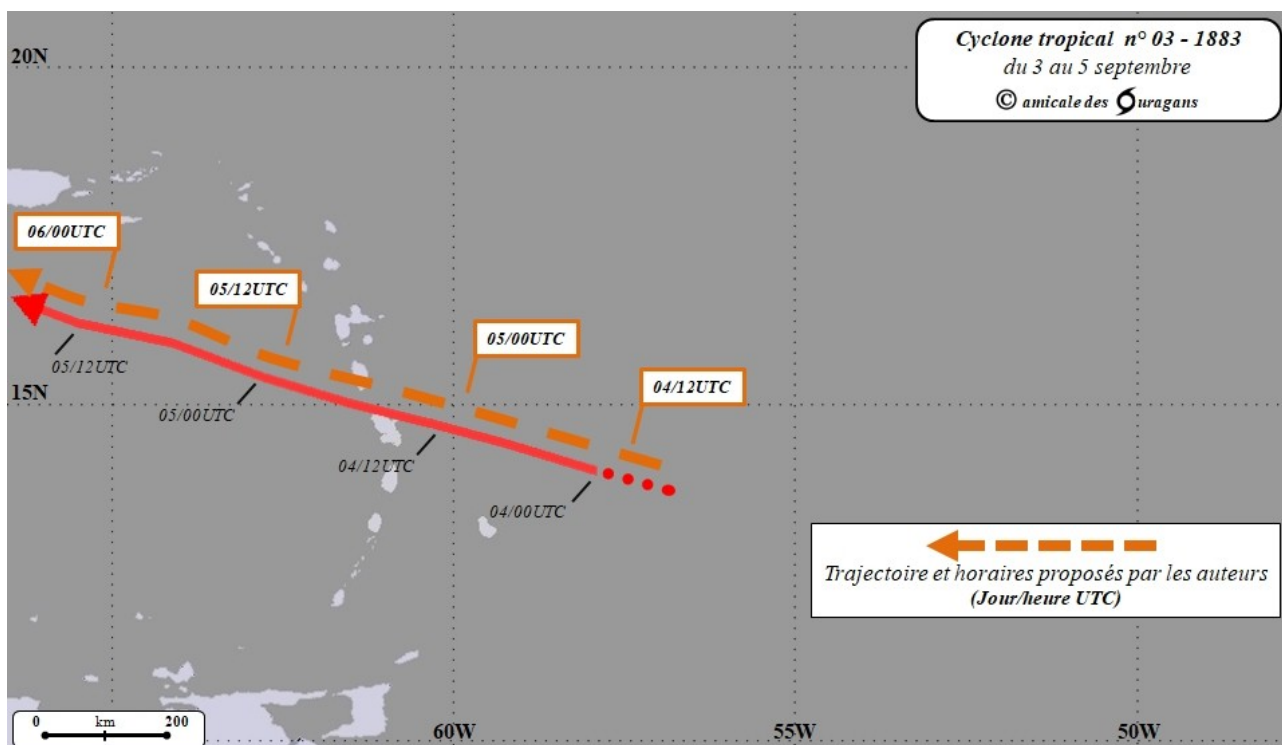 20N
Cyclone tropical n° 03 - 1883
du 3 au 5 septembre
© amicale des Ouragans
06/00UTC
05/12UTC
05/00UTC
04/12UTC
05/12UTC
15N
05/00UTC
04/12UTC
04/00UTC
Trajectoire et horaires proposés par les auteurs
(Jour/heure UTC)
0 km 200
60W
55W
50W